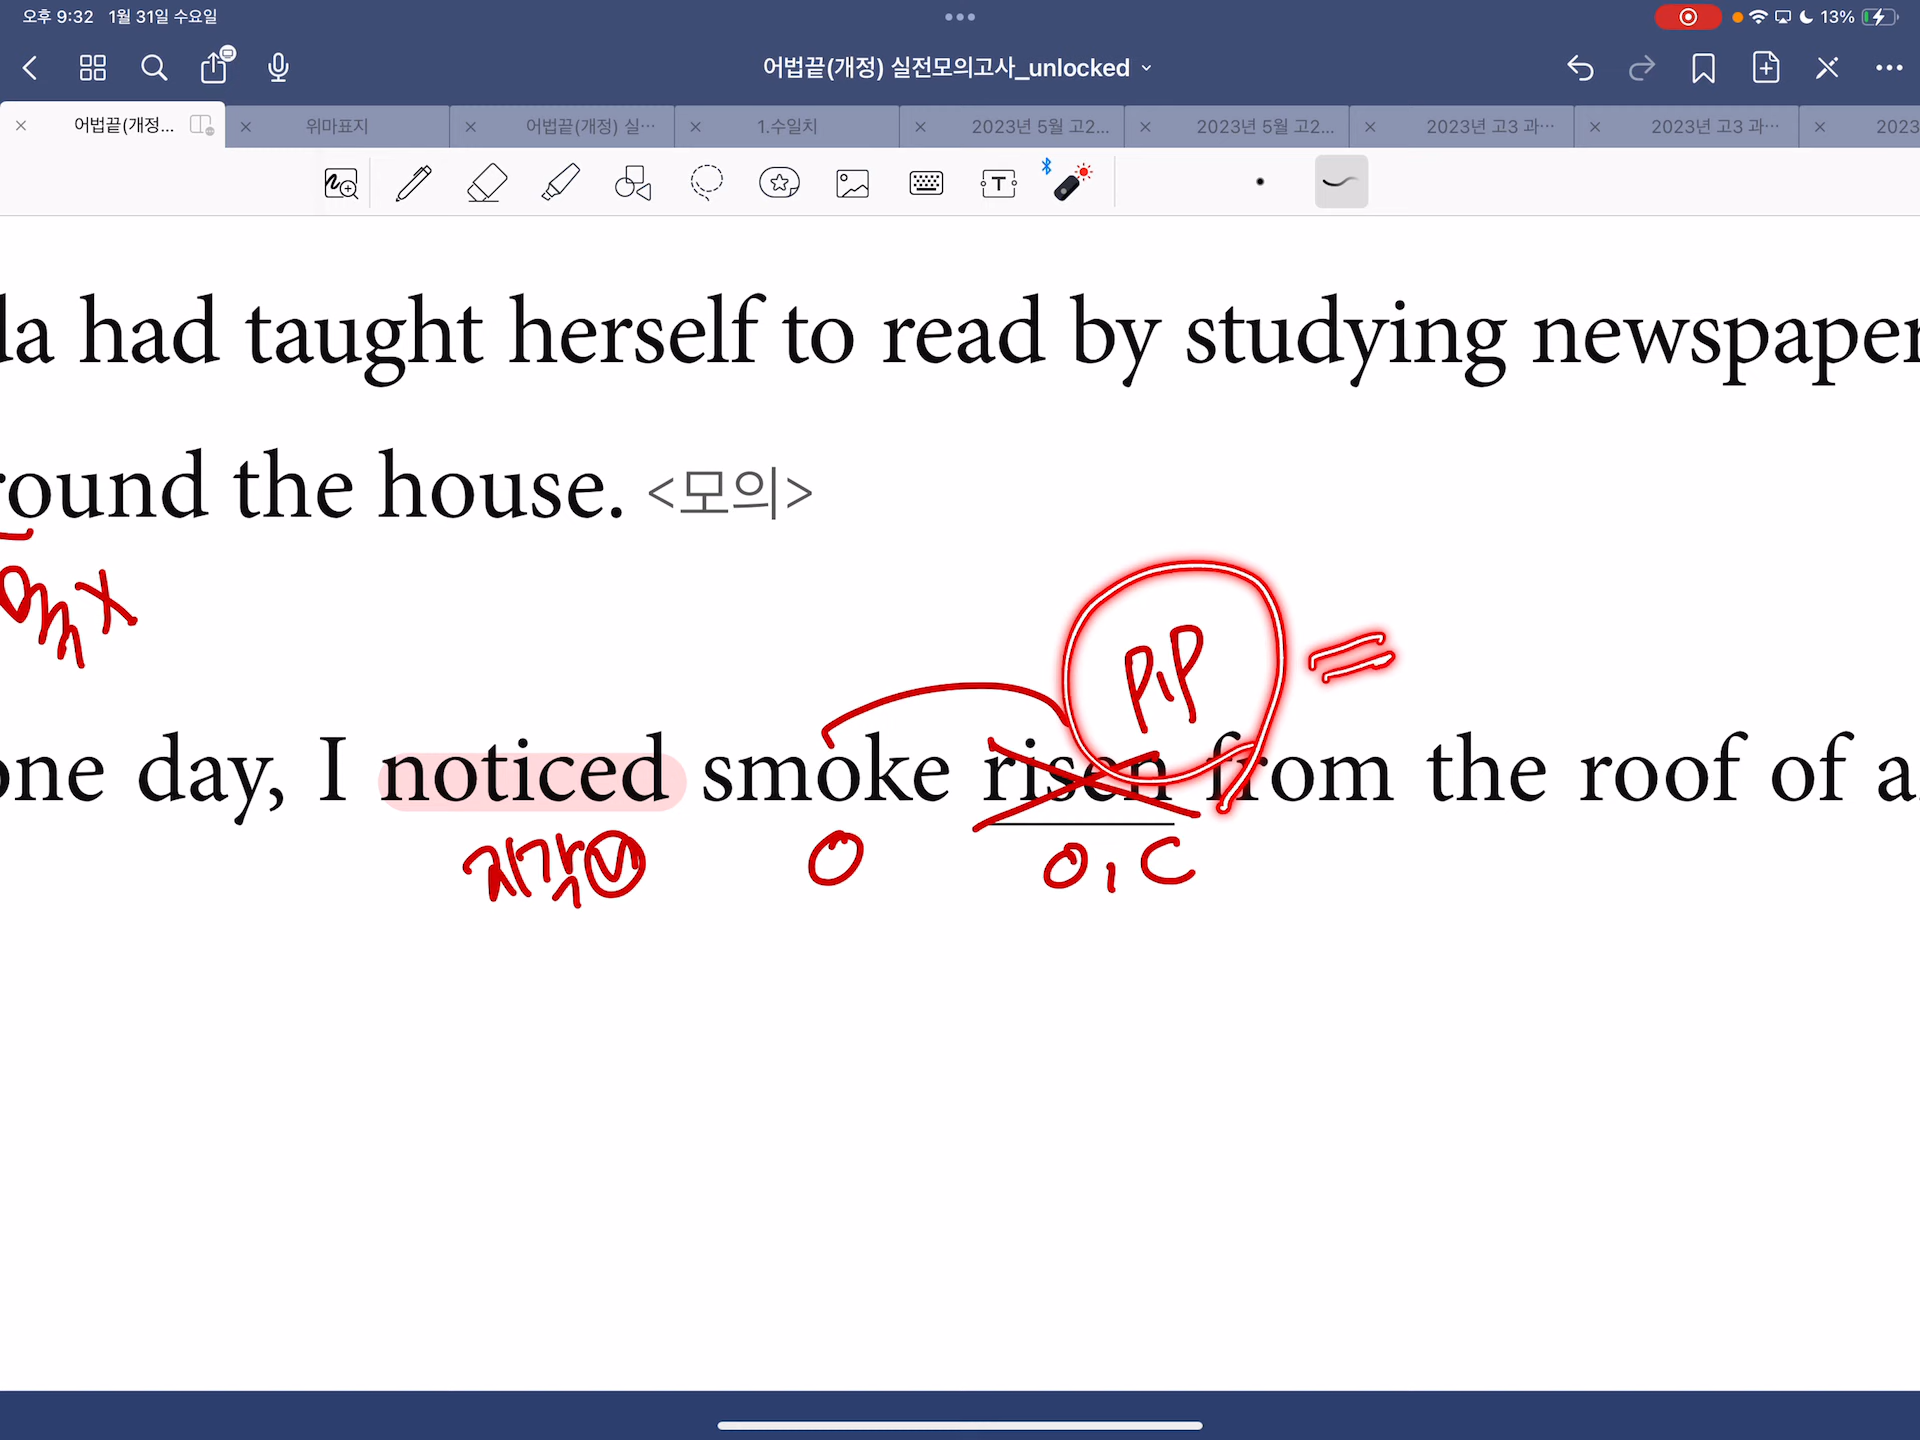 오후 9:32 1월 31일 수요일
13%
어법끝(개정) 실전모의고사_unlocked
어법끝(개정...
위마표지
어법끝(개정) 실...
1.수일치
2023년 5월 고2...
2023년 5월 고2...
2023년 고3 과...
2023년 고3 과...
2023
T
da had taught herself to read by studying newspaper
round the house. <모의>
목X
P.P =
one day, I noticed smoke risen from the roof of a
지각V O O.C